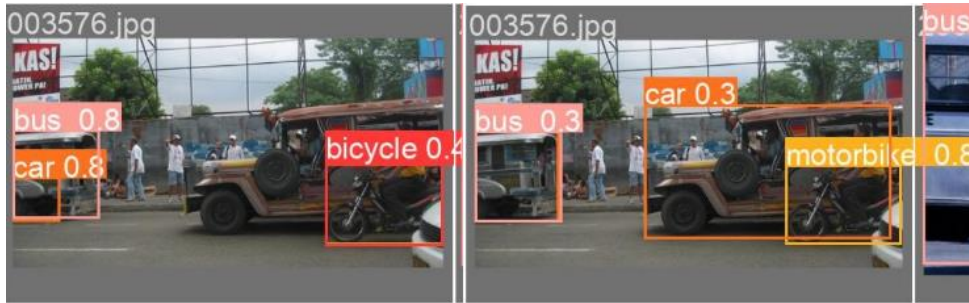 003576.jpg
KAS!
bus 0.8
car 0.8
bicycle 0.4
003576.jpg
KAS!
car 0.3
bus 0.3
motorbike 0.8
bus